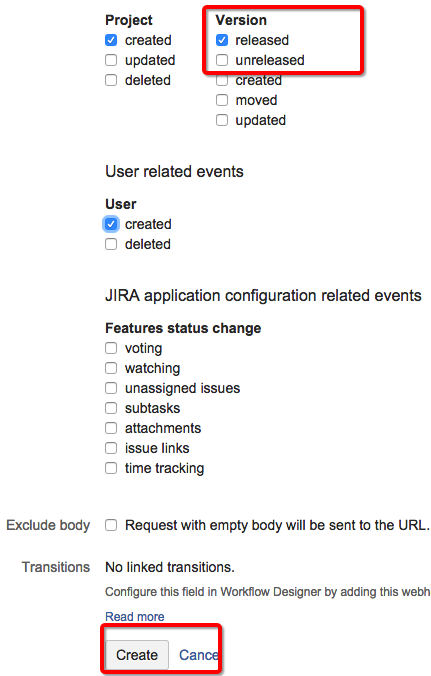 Project Version
created released
updated unreleased
deleted created
moved
updated
User related events
User
created
deleted
JIRA application configuration related events
Features status change
voting
watching
unassigned issues
subtasks
attachments
issue links
time tracking
Exclude body Request with empty body will be sent to the URL.
Transitions No linked transitions.
Configure this field in Workflow Designer by adding this webh
Read more
Create Cance